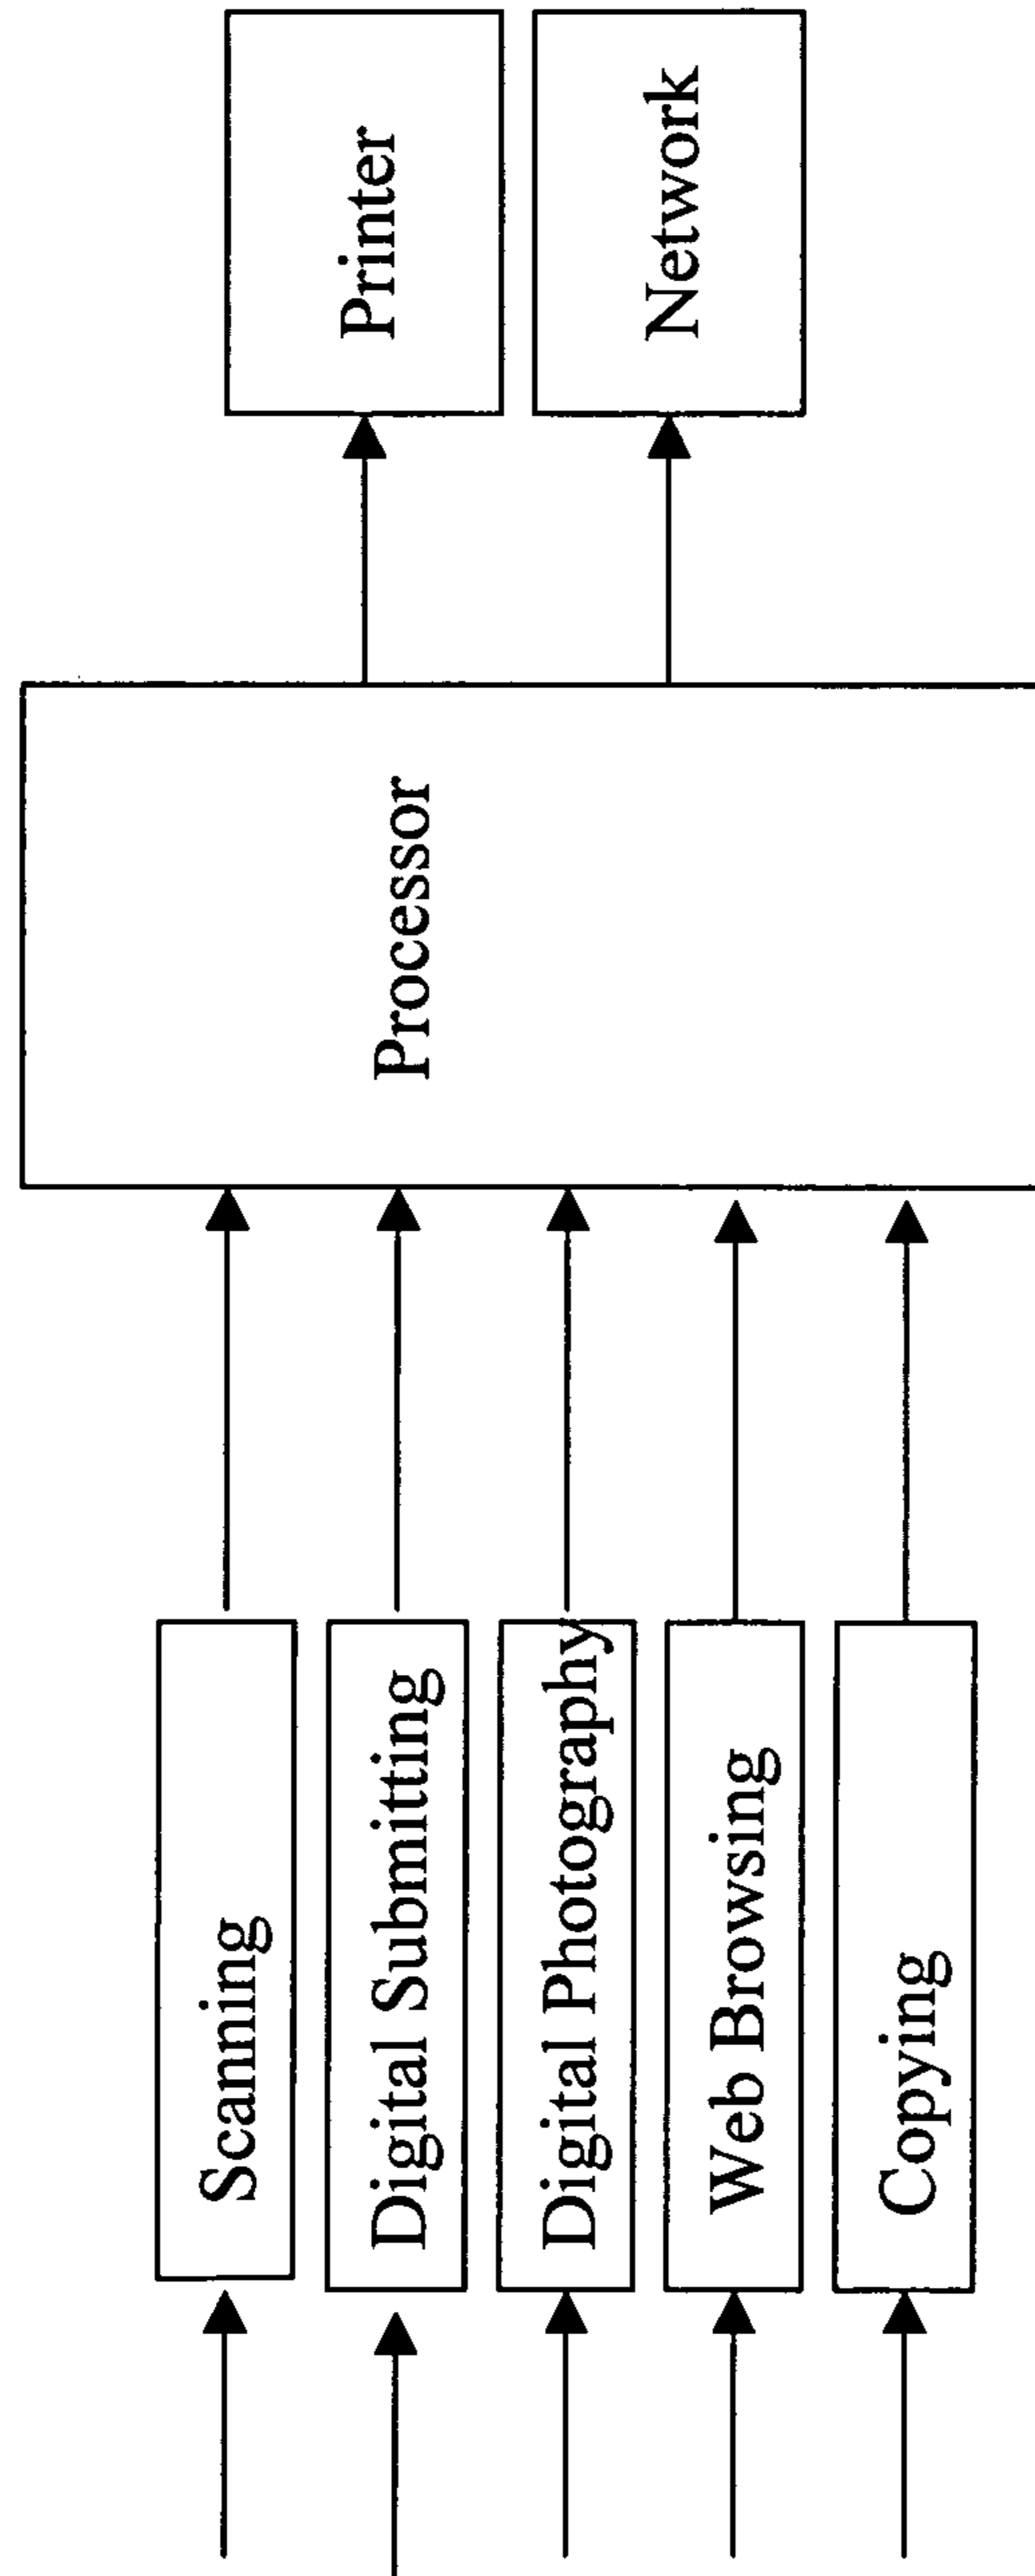 Scanning
Digital Submitting
Digital Photography
Web Browsing
Copying
Processor
Printer
Network